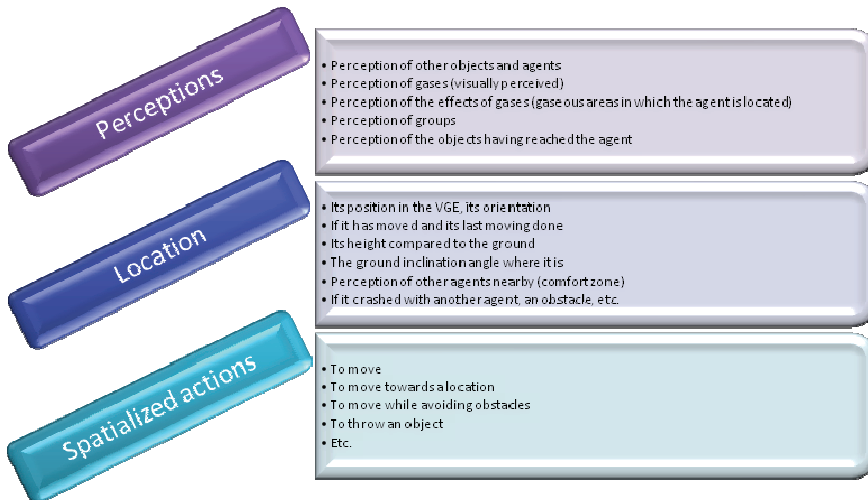 Perceptions
• Perception of other objects and agents
• Perception of gases (visually perceived)
• Perception of the effects of gases (gaseous areas in which the agent is located)
• Perception of groups
• Perception of the objects having reached the agent
Location
• Its position in the VGE, its orientation
• If it has moved and its last moving done
• Its height compared to the ground
• The ground inclination angle where it is
• Perception of other agents nearby (comfort zone)
• If it crashed with another agent, an obstacle, etc.
Spatialized actions
• To move
• To move towards a location
• To move while avoiding obstacles
• To throw an object
• Etc.